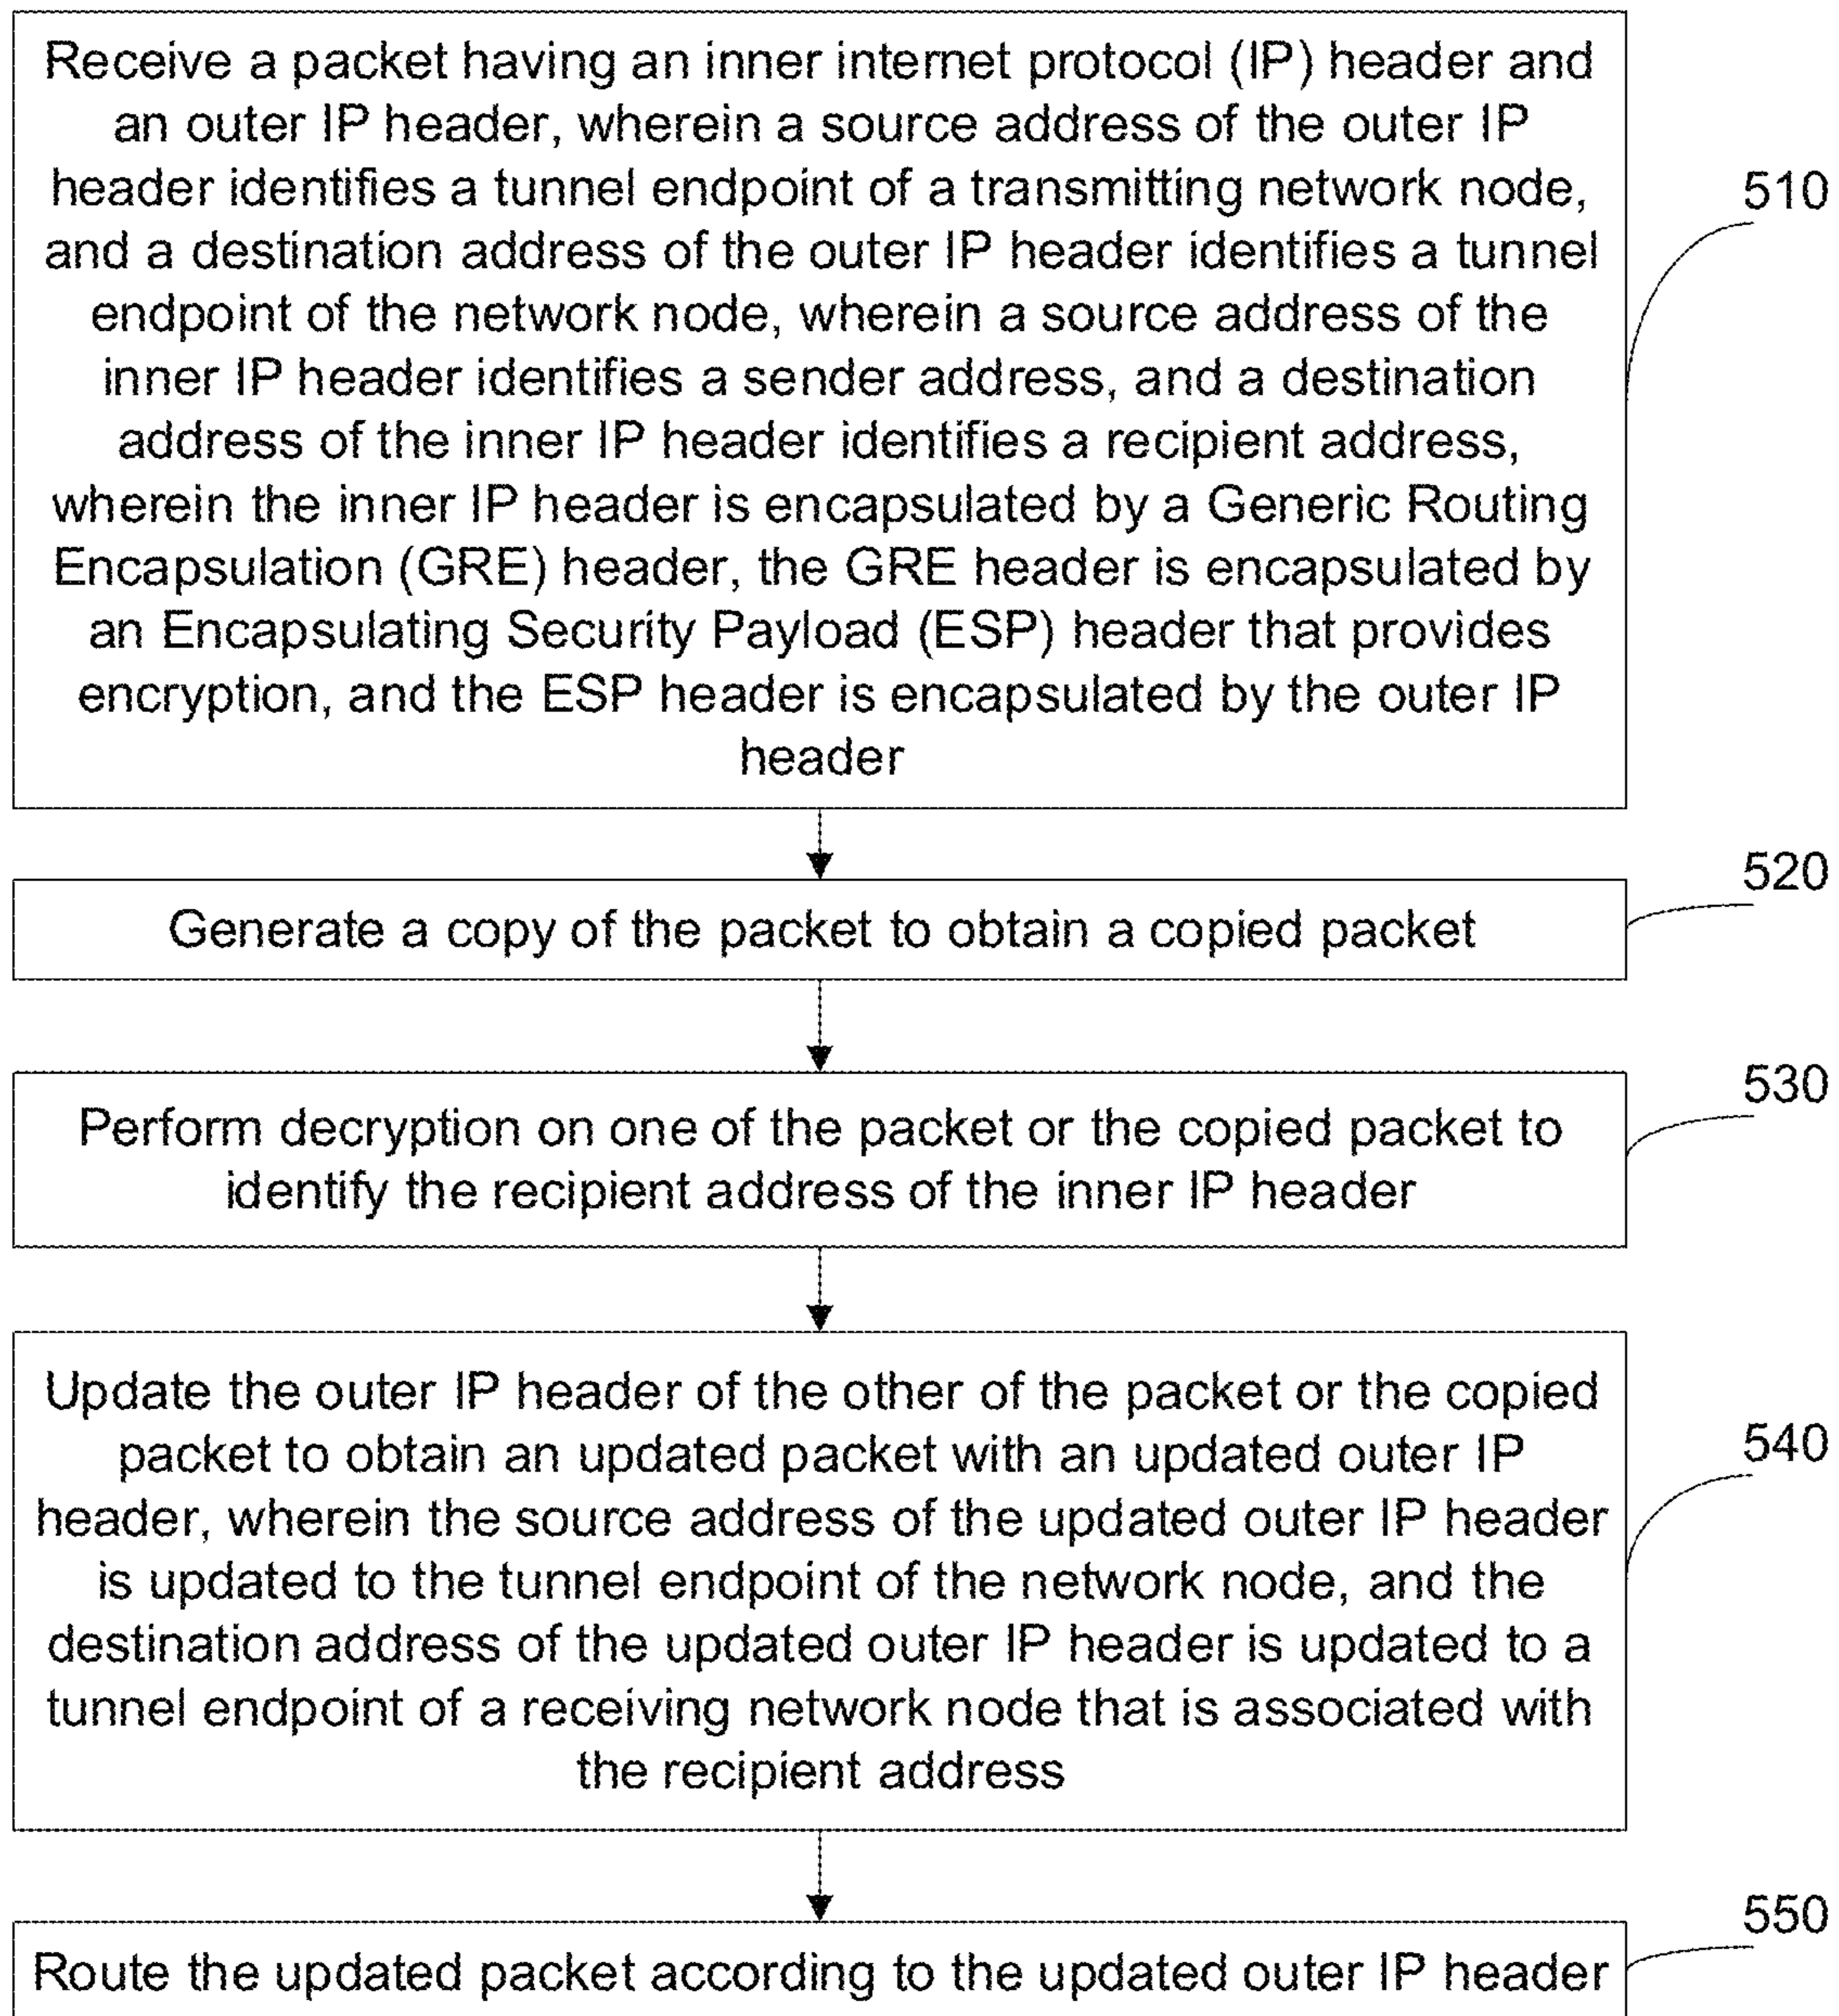 Receive a packet having an inner internet protocol (IP) header and
an outer IP header, wherein a source address of the outer IP
header identifies a tunnel endpoint of a transmitting network node,
and a destination address of the outer IP header identifies a tunnel
endpoint of the network node, wherein a source address of the
inner IP header identifies a sender address, and a destination
address of the inner IP header identifies a recipient address,
wherein the inner IP header is encapsulated by a Generic Routing
Encapsulation (GRE) header, the GRE header is encapsulated by
an Encapsulating Security Payload (ESP) header that provides
encryption, and the ESP header is encapsulated by the outer IP
header
510
520
Generate a copy of the packet to obtain a copied packet
530
Perform decryption on one of the packet or the copied packet to
identify the recipient address of the inner IP header
Update the outer IP header of the other of the packet or the copied
packet to obtain an updated packet with an updated outer IP
header, wherein the source address of the updated outer IP header
is updated to the tunnel endpoint of the network node, and the
destination address of the updated outer IP header is updated to a
tunnel endpoint of a receiving network node that is associated with
the recipient address
540
550
Route the updated packet according to the updated outer IP header